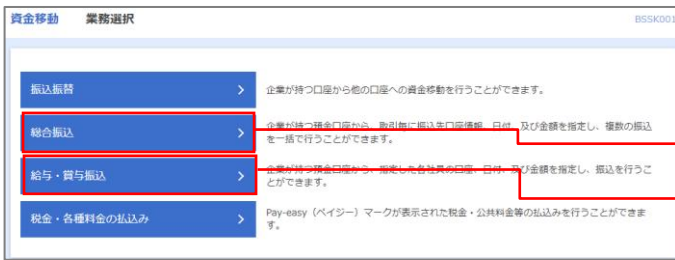 資金移動 業務選択 BSSK001
振込振替 >
企業が持つ口座から他の口座への資金移動を行うことができます。
総合振込 >
企業が持つ預金口座から、取引毎に振込先口座情報、日付、及び金額を指定し、複数の振込
を一括で行うことができます。
給与・賞与振込 >
企業が持つ預金口座から、指定した各社員の口座、日付、及び金額を指定し、振込を行うこ
とができます。
税金・各種料金の払込み >
Pay-easy（ペイジー）マークが表示された税金・公共料金等の払込みを行うことができま
す。